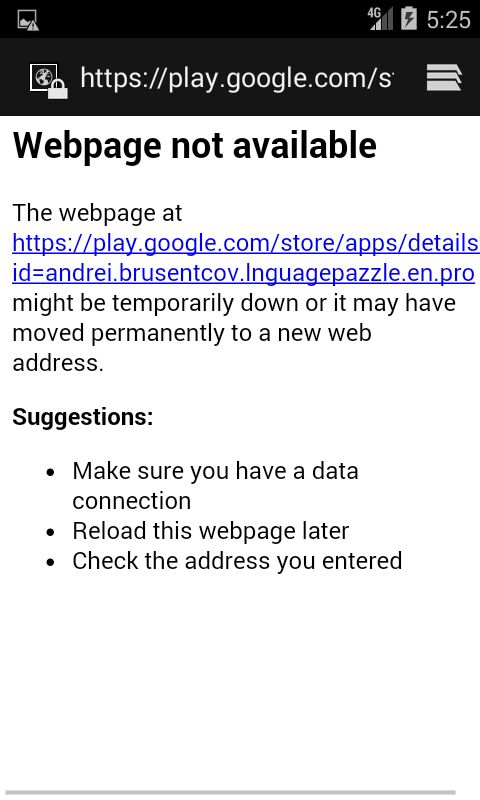 4G 5:25
https://play.google.com/s
Webpage not available
The webpage at
https://play.google.com/store/apps/details
id=andrei.brusentcov.lnguagepazzle.en.pro
might be temporarily down or it may have
moved permanently to a new web
address.
Suggestions:
• Make sure you have a data
connection
• Reload this webpage later
• Check the address you entered